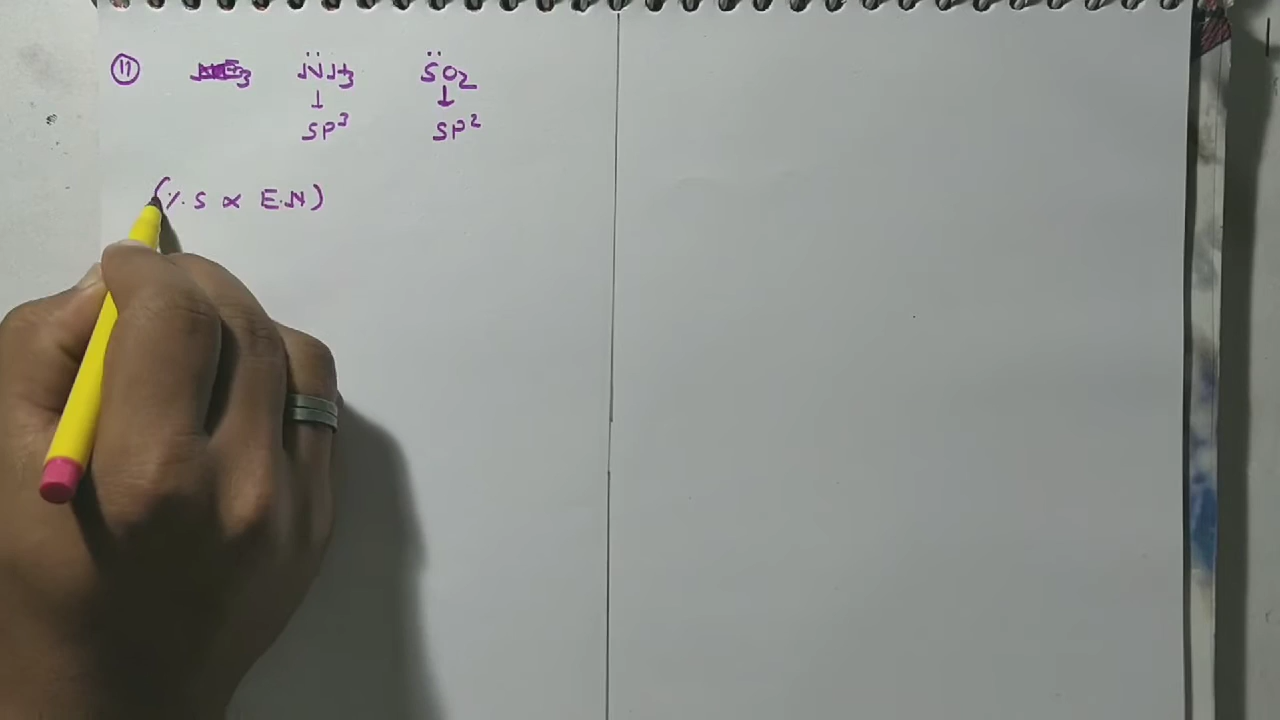 ⑪ N̈H₃ S̈O₂
↓ ↓
SP³ SP²
(% S ∝ E.N)